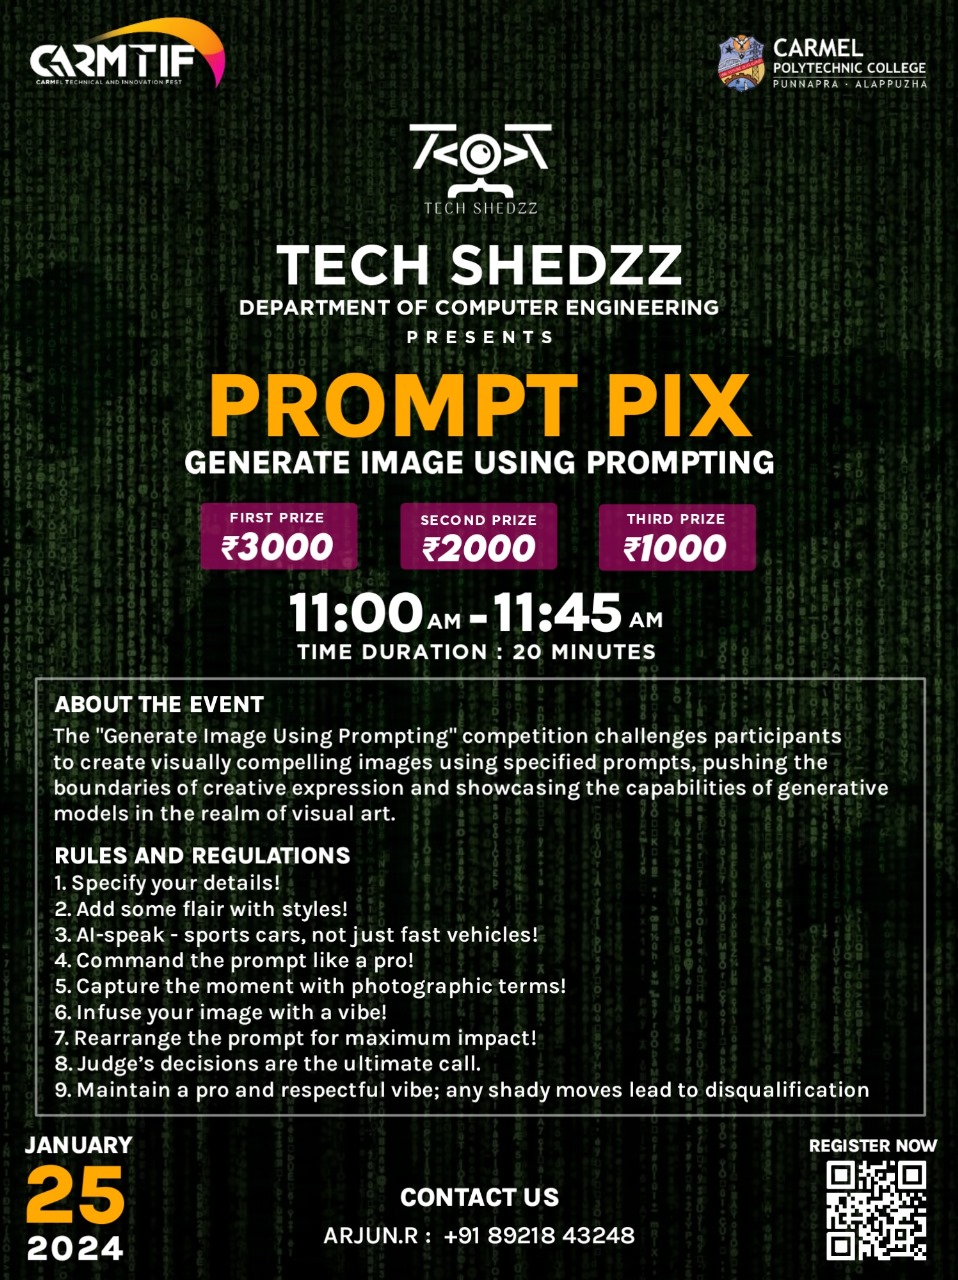 CARMTIF
CARMEL TECHNICAL AND INNOVATION FEST
CARMEL
POLYTECHNIC COLLEGE
PUNNAPRA · ALAPPUZHA
TECH SHEDZZ
TECH SHEDZZ
DEPARTMENT OF COMPUTER ENGINEERING
PRESENTS
PROMPT PIX
GENERATE IMAGE USING PROMPTING
FIRST PRIZE
₹3000
SECOND PRIZE
₹2000
THIRD PRIZE
₹1000
11:00 AM - 11:45 AM
TIME DURATION : 20 MINUTES
ABOUT THE EVENT
The "Generate Image Using Prompting" competition challenges participants
to create visually compelling images using specified prompts, pushing the
boundaries of creative expression and showcasing the capabilities of generative
models in the realm of visual art.
RULES AND REGULATIONS
1. Specify your details!
2. Add some flair with styles!
3. AI-speak - sports cars, not just fast vehicles!
4. Command the prompt like a pro!
5. Capture the moment with photographic terms!
6. Infuse your image with a vibe!
7. Rearrange the prompt for maximum impact!
8. Judge's decisions are the ultimate call.
9. Maintain a pro and respectful vibe; any shady moves lead to disqualification
JANUARY
25
2024
CONTACT US
ARJUN.R : +91 89218 43248
REGISTER NOW